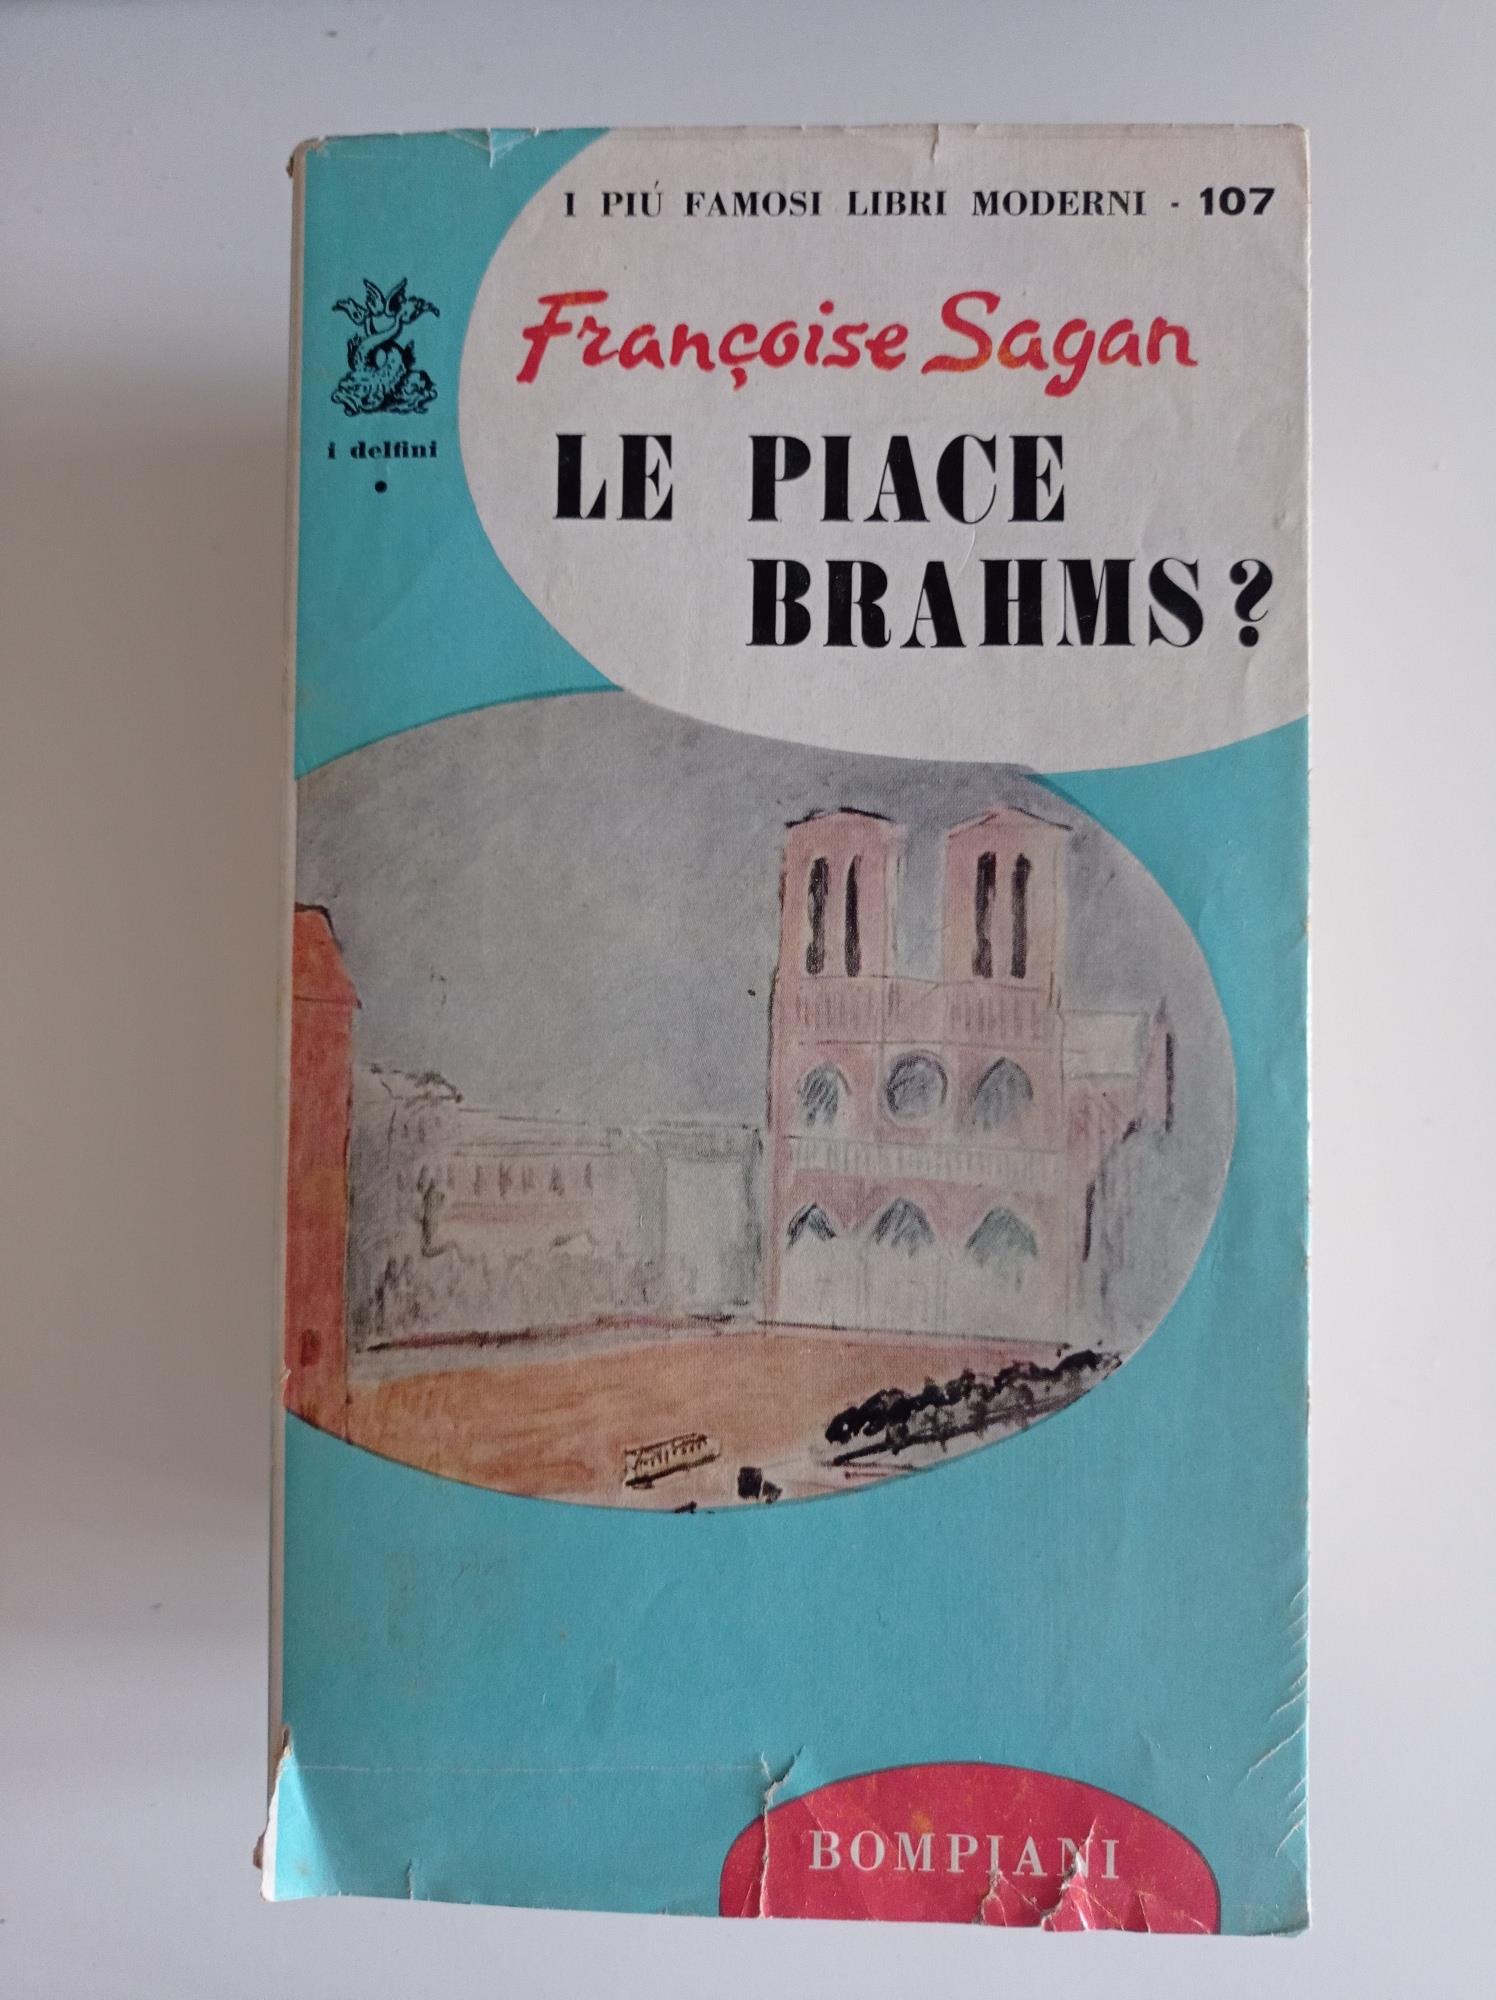 I PIÚ FAMOSI LIBRI MODERNI - 107
Françoise Sagan
i delfini
LE PIACE
BRAHMS?
BOMPIANI